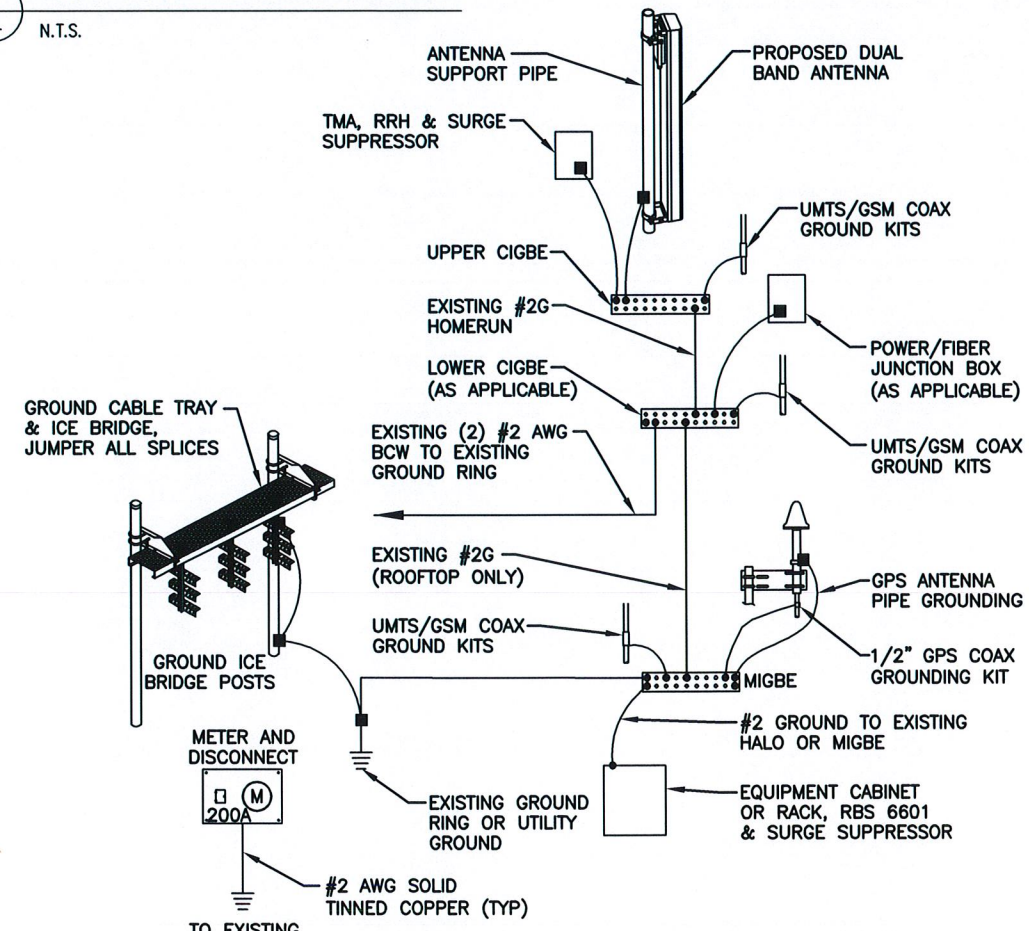 N.T.S.
ANTENNA
SUPPORT PIPE
PROPOSED DUAL
BAND ANTENNA
TMA, RRH & SURGE
SUPPRESSOR
UMTS/GSM COAX
GROUND KITS
UPPER CIGBE
EXISTING #2G
HOMERUN
POWER/FIBER
JUNCTION BOX
(AS APPLICABLE)
LOWER CIGBE
(AS APPLICABLE)
GROUND CABLE TRAY
& ICE BRIDGE,
JUMPER ALL SPLICES
EXISTING (2) #2 AWG
BCW TO EXISTING
GROUND RING
UMTS/GSM COAX
GROUND KITS
EXISTING #2G
(ROOFTOP ONLY)
GPS ANTENNA
PIPE GROUNDING
UMTS/GSM COAX
GROUND KITS
1/2" GPS COAX
GROUNDING KIT
GROUND ICE
BRIDGE POSTS
MIGBE
#2 GROUND TO EXISTING
HALO OR MIGBE
METER AND
DISCONNECT
M
200A
EXISTING GROUND
RING OR UTILITY
GROUND
EQUIPMENT CABINET
OR RACK, RBS 6601
& SURGE SUPPRESSOR
#2 AWG SOLID
TINNED COPPER (TYP)
TO EXISTING